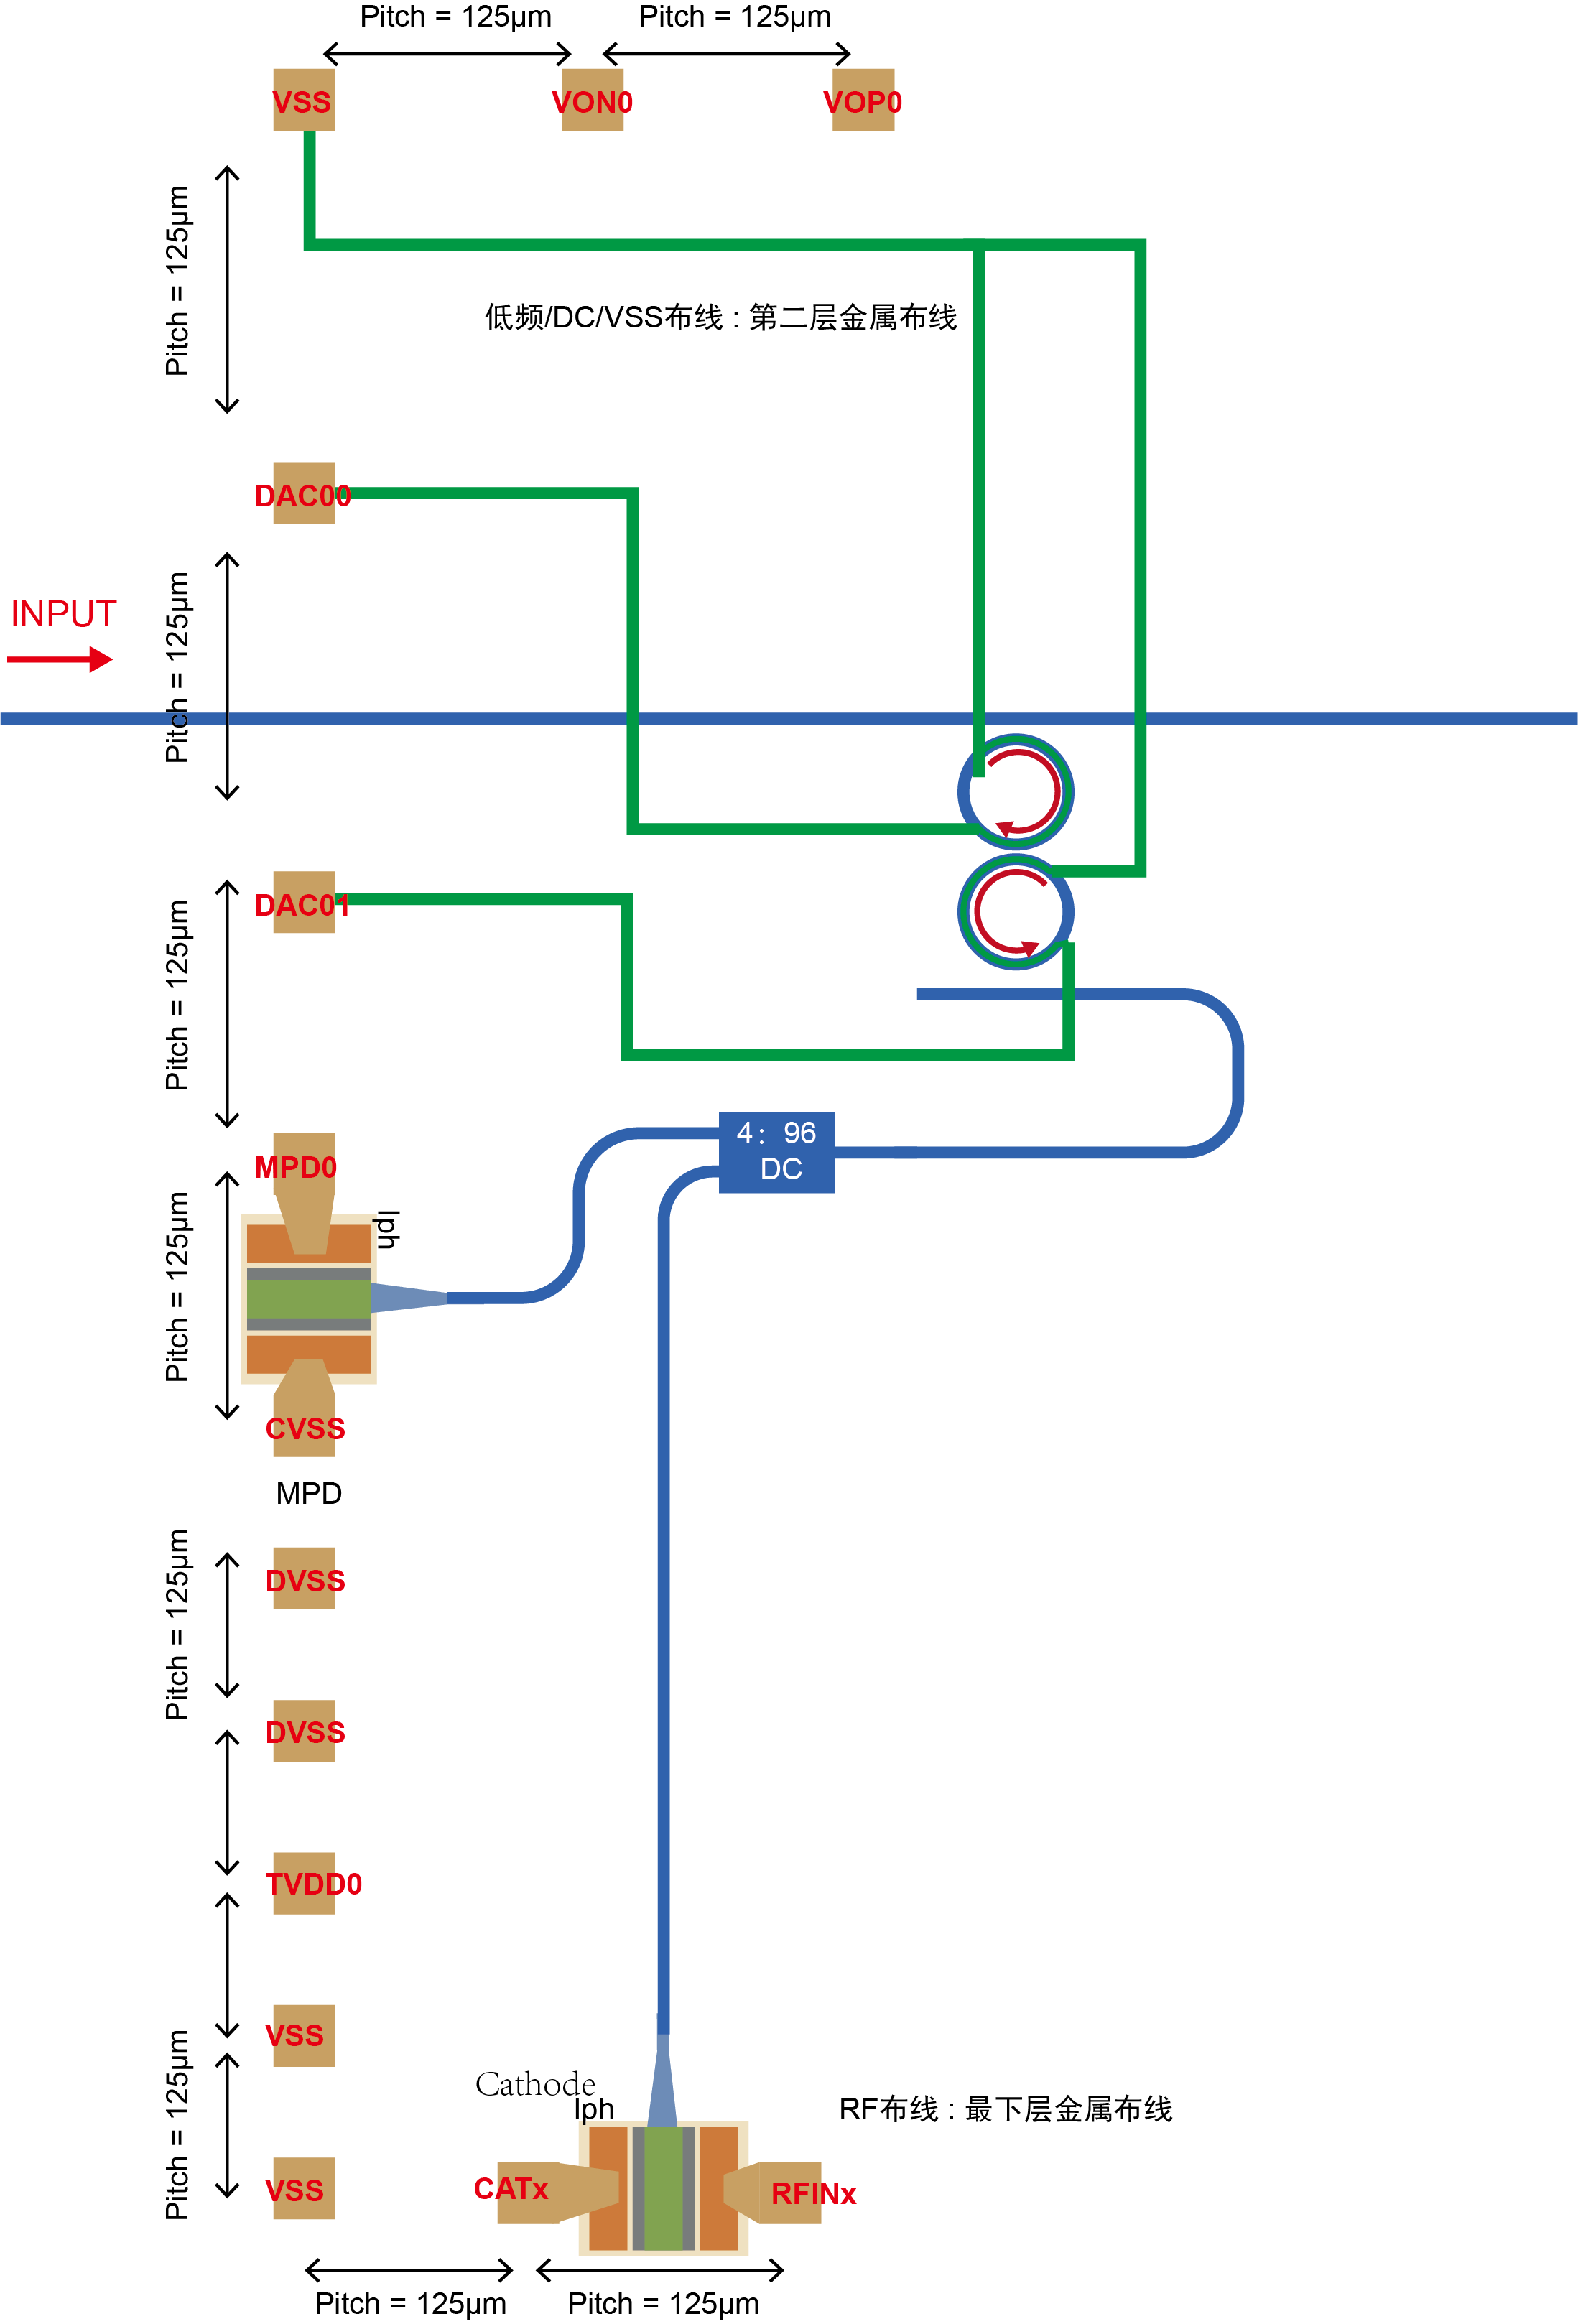 Pitch = 125μm
Pitch = 125μm
VSS
VON0
VOP0
Pitch = 125μm
低频/DC/VSS布线 : 第二层金属布线
DAC00
INPUT
Pitch = 125μm
DAC01
Pitch = 125μm
4: 96
DC
MPD0
Iph
Pitch = 125μm
CVSS
MPD
DVSS
Pitch = 125μm
DVSS
TVDD0
VSS
Cathode
Iph
RF布线 : 最下层金属布线
Pitch = 125μm
VSS
CATx
RFINx
Pitch = 125μm
Pitch = 125μm